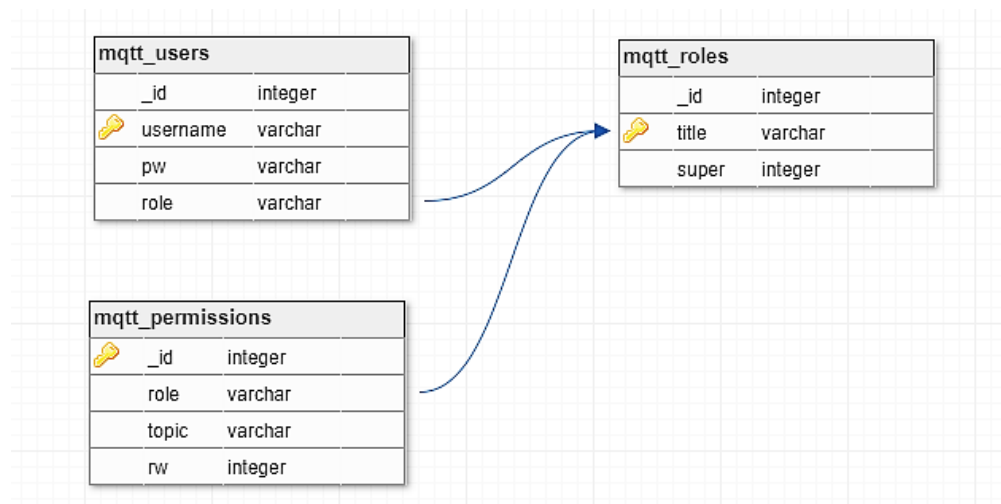 mqtt_users
_id integer
username varchar
pw varchar
role varchar
mqtt_roles
_id integer
title varchar
super integer
mqtt_permissions
_id integer
role varchar
topic varchar
rw integer